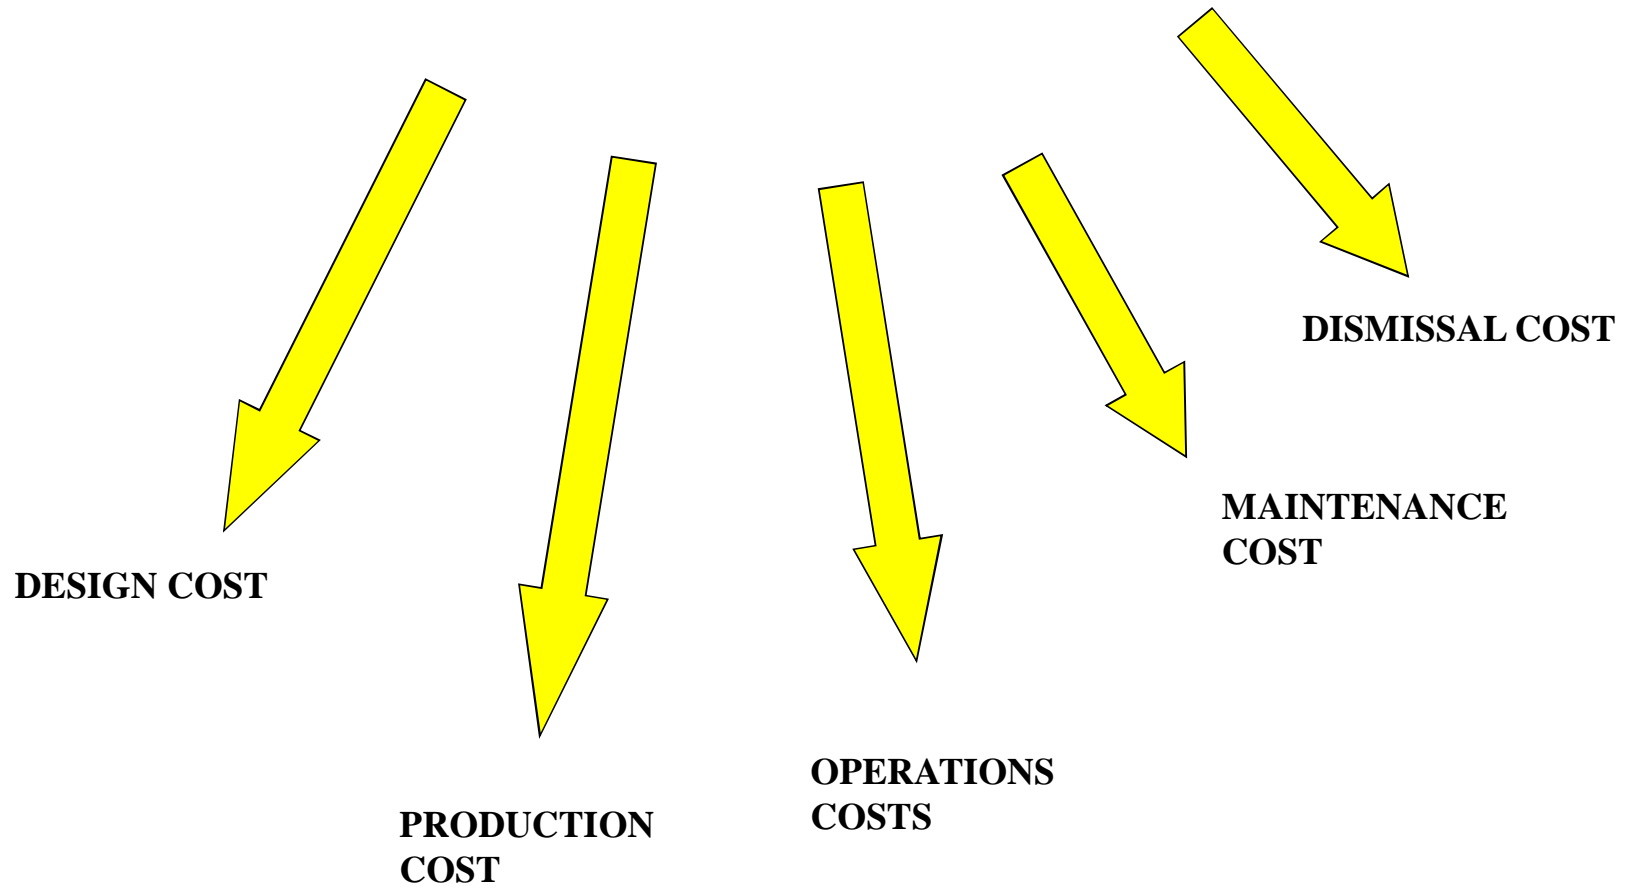 DISMISSAL COST
MAINTENANCE
COST
DESIGN COST
OPERATIONS
COSTS
PRODUCTION
COST